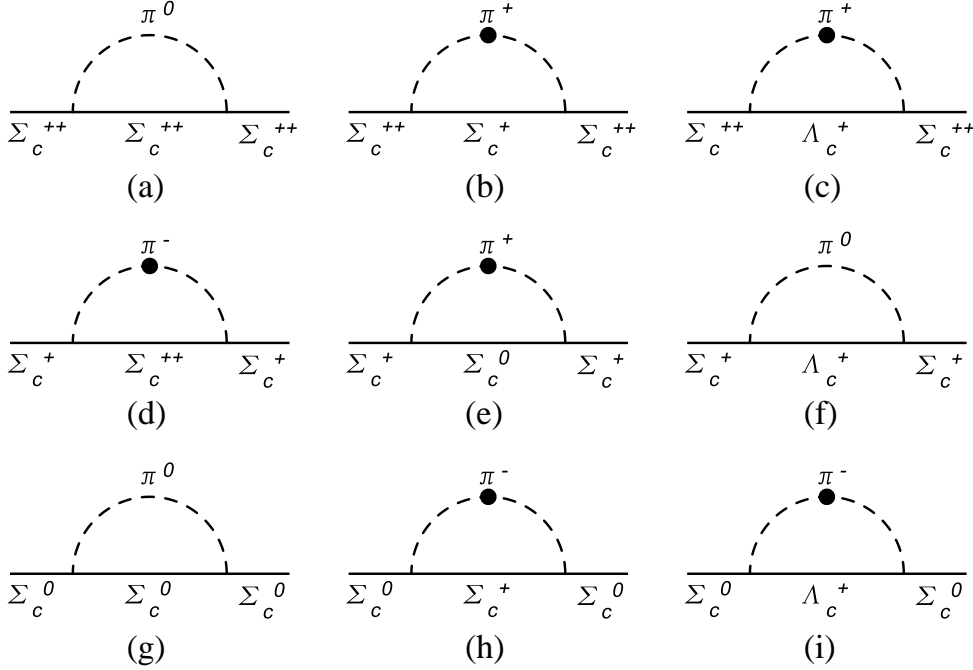 π⁰ π⁺ π⁺
Σc⁺⁺ Σc⁺⁺ Σc⁺⁺ Σc⁺⁺ Σc⁺ Σc⁺⁺ Σc⁺⁺ Λc⁺ Σc⁺⁺
(a) (b) (c)
π⁻ π⁺ π⁰
Σc⁺ Σc⁺⁺ Σc⁺ Σc⁺ Σc⁰ Σc⁺ Σc⁺ Λc⁺ Σc⁺
(d) (e) (f)
π⁰ π⁻ π⁻
Σc⁰ Σc⁰ Σc⁰ Σc⁰ Σc⁺ Σc⁰ Σc⁰ Λc⁺ Σc⁰
(g) (h) (i)